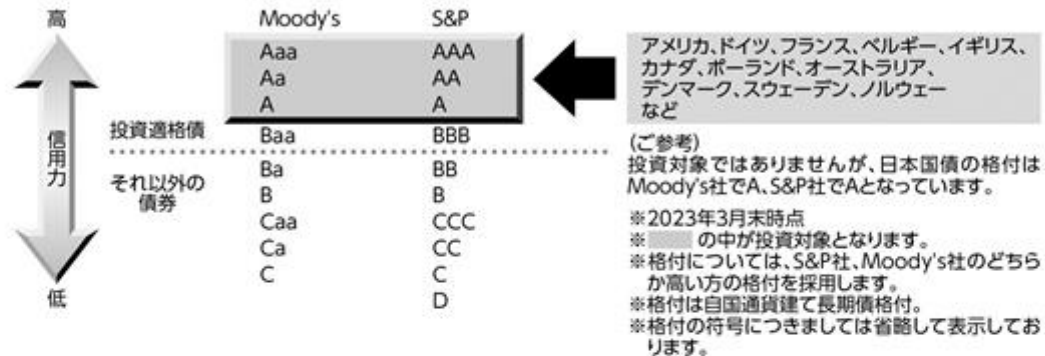 高
Moody's S&P
Aaa AAA
Aa AA
A A
投資適格債 Baa BBB
信用力
それ以外の
債券
Ba BB
B B
Caa CCC
Ca CC
C C
D
低
アメリカ、ドイツ、フランス、ベルギー、イギリス、
カナダ、ポーランド、オーストラリア、
デンマーク、スウェーデン、ノルウェー
など
(ご参考)
投資対象ではありませんが、日本国債の格付は
Moody's社でA、S&P社でAとなっています。
※2023年3月末時点
※ の中が投資対象となります。
※格付については、S&P社、Moody's社のどちら
か高い方の格付を採用します。
※格付は自国通貨建て長期債格付。
※格付の符号につきましては省略して表示してお
ります。